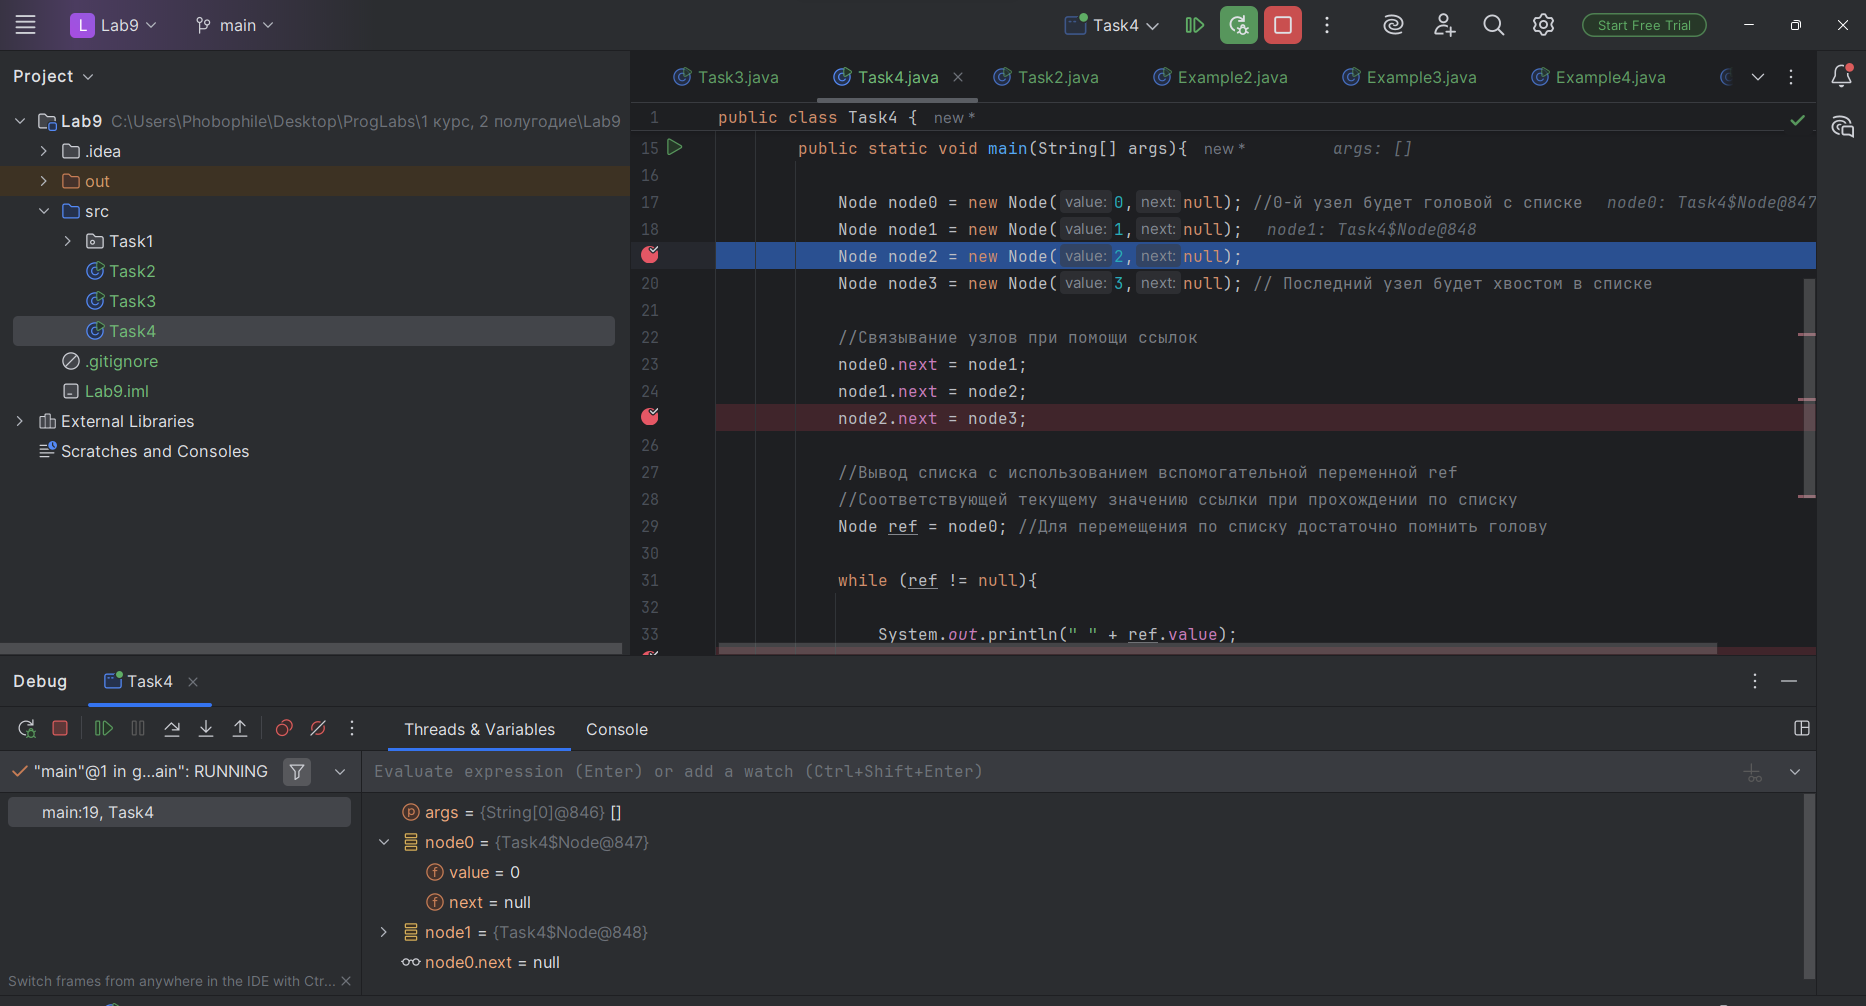 L Lab9 main Task4 Start Free Trial
Project
Lab9 C:\Users\Phobophile\Desktop\ProgLabs\1 курс, 2 полугодие\Lab9
.idea
out
src
Task1
Task2
Task3
Task4
.gitignore
Lab9.iml
External Libraries
Scratches and Consoles
Task3.java Task4.java Task2.java Example2.java Example3.java Example4.java
1 public class Task4 { new *
15 public static void main(String[] args){ new * args: []
16
17 Node node0 = new Node( value: 0, next: null); //0-й узел будет головой с списке node0: Task4$Node@847
18 Node node1 = new Node( value: 1, next: null); node1: Task4$Node@848
Node node2 = new Node( value: 2, next: null);
20 Node node3 = new Node( value: 3, next: null); // Последний узел будет хвостом в списке
21
22 //Связывание узлов при помощи ссылок
23 node0.next = node1;
24 node1.next = node2;
node2.next = node3;
26
27 //Вывод списка с использованием вспомогательной переменной ref
28 //Соответствующей текущему значению ссылки при прохождении по списку
29 Node ref = node0; //Для перемещения по списку достаточно помнить голову
30
31 while (ref != null){
32
33 System.out.println(" " + ref.value);
Debug Task4
Threads & Variables Console
"main"@1 in g...ain": RUNNING
Evaluate expression (Enter) or add a watch (Ctrl+Shift+Enter)
main:19, Task4
args = {String[0]@846} []
node0 = {Task4$Node@847}
value = 0
next = null
node1 = {Task4$Node@848}
node0.next = null
Switch frames from anywhere in the IDE with Ctr...